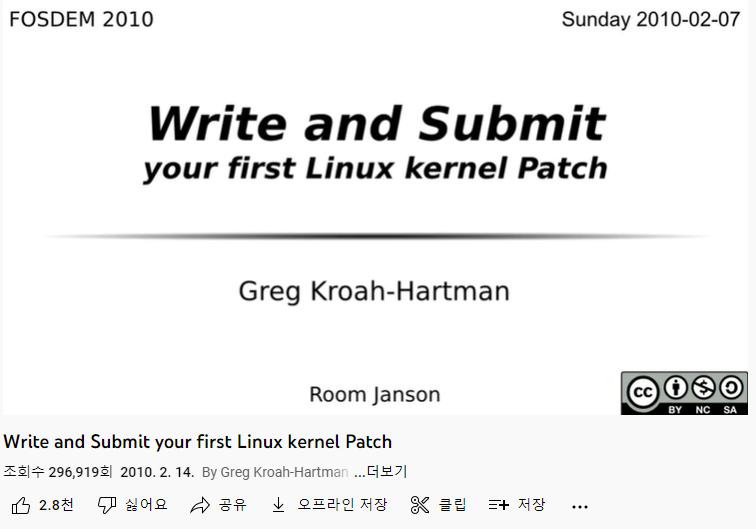 FOSDEM 2010
Sunday 2010-02-07
Write and Submit
your first Linux kernel Patch
Greg Kroah-Hartman
Room Janson
cc
BY NC SA
Write and Submit your first Linux kernel Patch
조회수 296,919회 2010. 2. 14. By Greg Kroah-Hartman ...더보기
2.8천 싫어요 공유 오프라인 저장 클립 저장 ...